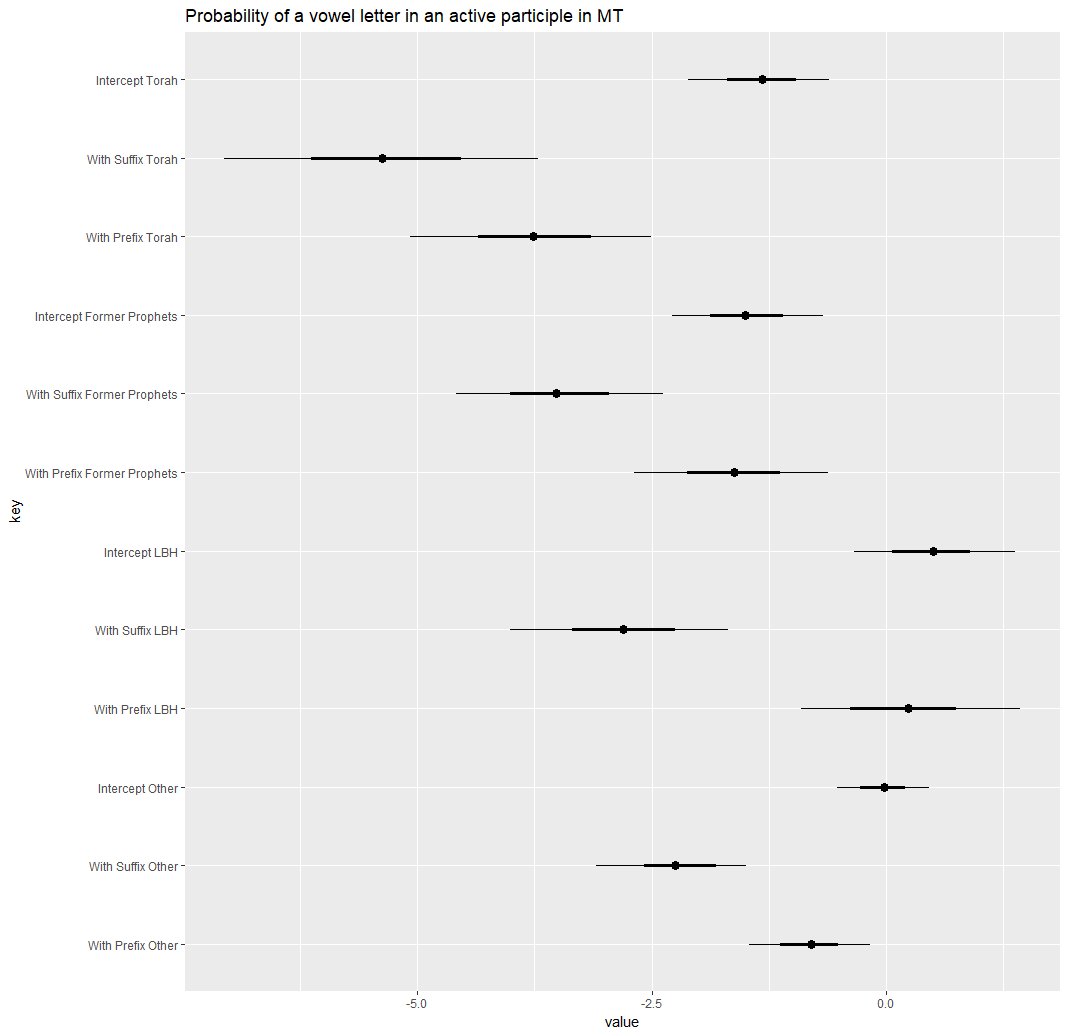 Probability of a vowel letter in an active participle in MT
Intercept Torah
With Suffix Torah
With Prefix Torah
Intercept Former Prophets
With Suffix Former Prophets
With Prefix Former Prophets
key
Intercept LBH
With Suffix LBH
With Prefix LBH
Intercept Other
With Suffix Other
With Prefix Other
-5.0 -2.5 0.0
value